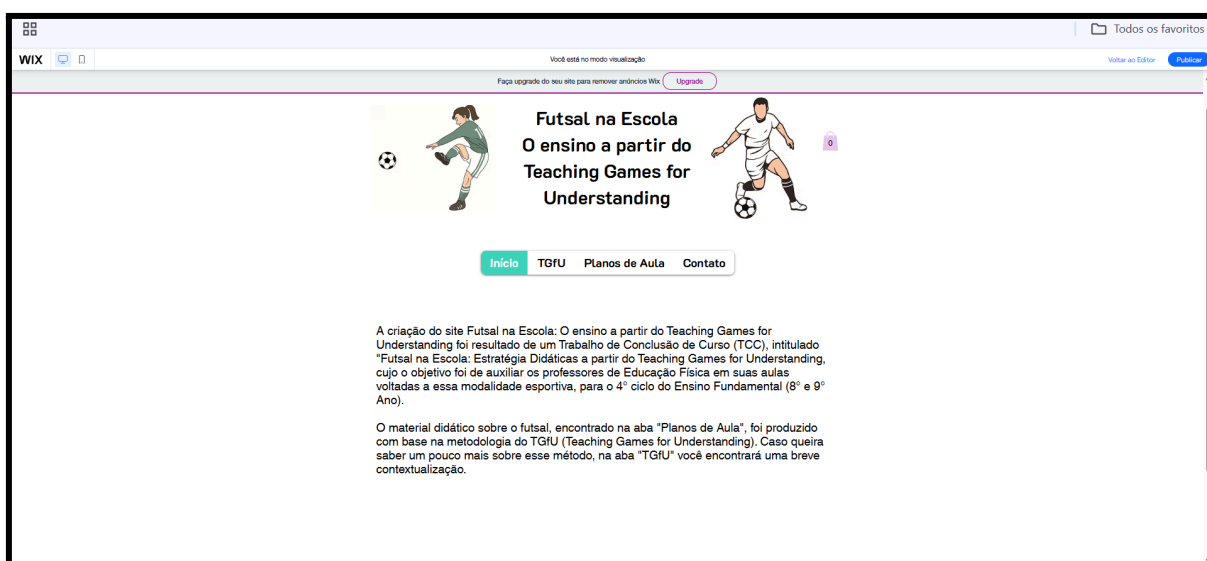 Todos os favoritos
WIX
Você está no modo visualização
Voltar ao Editor
Publicar
Faça upgrade do seu site para remover anúncios Wix
Upgrade
Futsal na Escola
O ensino a partir do
Teaching Games for
Understanding
0
Início TGfU Planos de Aula Contato
A criação do site Futsal na Escola: O ensino a partir do Teaching Games for
Understanding foi resultado de um Trabalho de Conclusão de Curso (TCC), intitulado
"Futsal na Escola: Estratégia Didáticas a partir do Teaching Games for Understanding,
cujo o objetivo foi de auxiliar os professores de Educação Física em suas aulas
voltadas a essa modalidade esportiva, para o 4° ciclo do Ensino Fundamental (8° e 9°
Ano).
O material didático sobre o futsal, encontrado na aba "Planos de Aula", foi produzido
com base na metodologia do TGfU (Teaching Games for Understanding). Caso queira
saber um pouco mais sobre esse método, na aba "TGfU" você encontrará uma breve
contextualização.